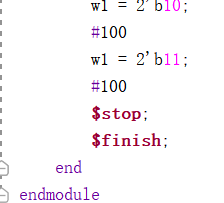 w1 = 2'b10;
#100
w1 = 2'b11;
#100
$stop;
$finish;
end
endmodule